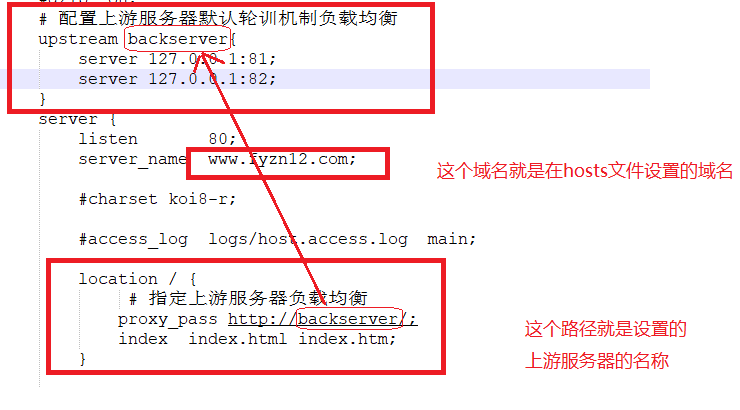 # 配置上游服务器默认轮训机制负载均衡
upstream backserver{
server 127.0.0.1:81;
server 127.0.0.1:82;
}
server {
listen 80;
server_name www.fyzn12.com;
这个域名就是在hosts文件设置的域名
#charset koi8-r;
#access_log logs/host.access.log main;
location / {
# 指定上游服务器负载均衡
proxy_pass http://backserver/;
index index.html index.htm;
}
这个路径就是设置的
上游服务器的名称